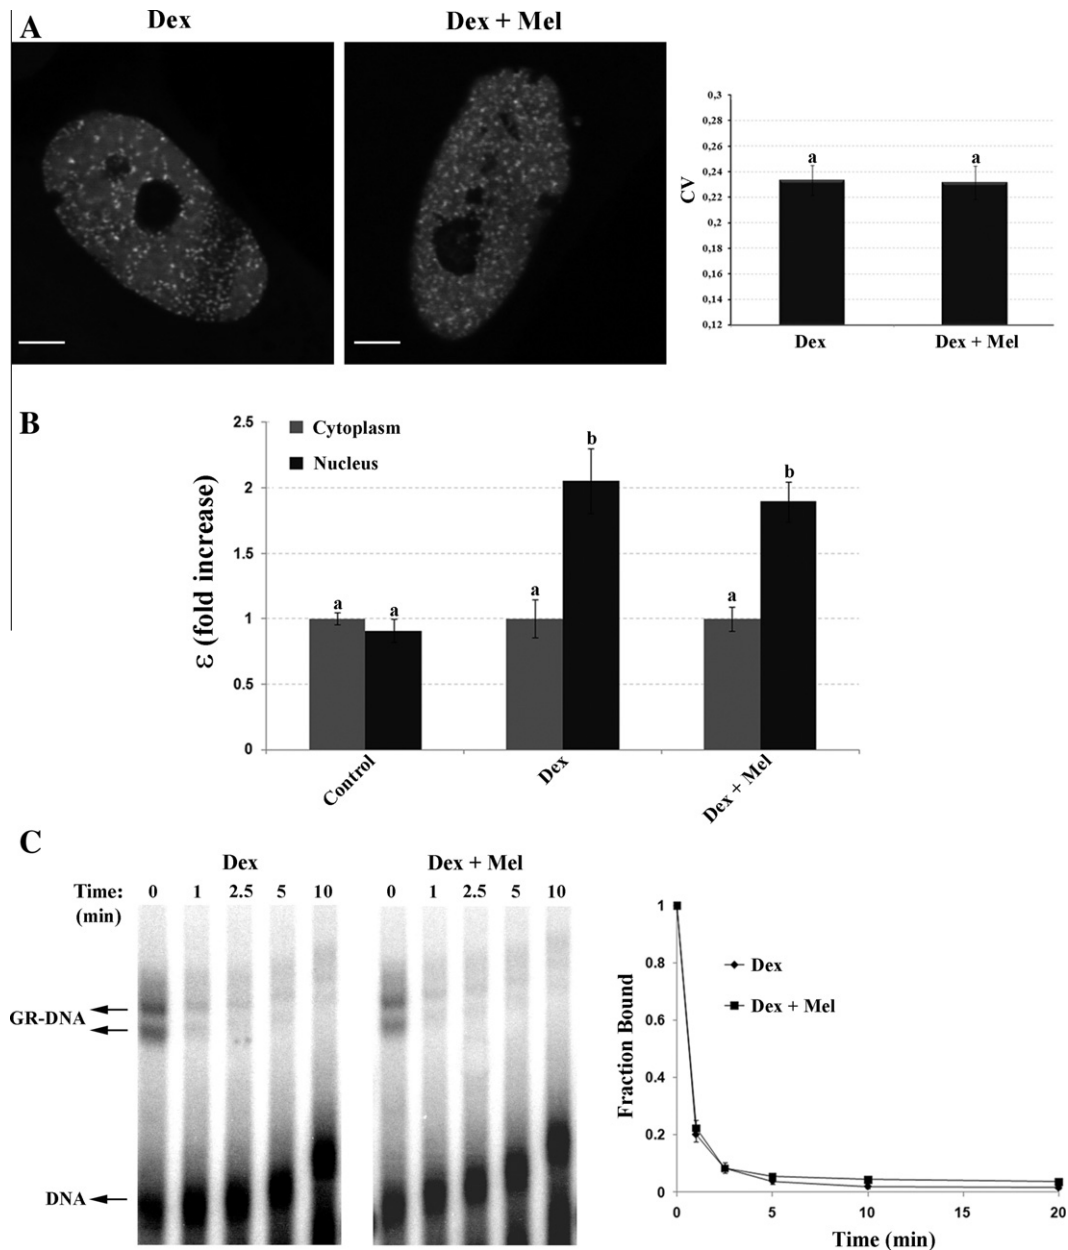 A
Dex
Dex + Mel
0,3
0,28
0,26
0,24
0,22
0,2
0,18
0,16
0,14
0,12
CV
a
a
Dex
Dex + Mel
B
2.5
2
1.5
1
0.5
0
ε (fold increase)
Cytoplasm
Nucleus
a
a
a
b
a
b
Control
Dex
Dex + Mel
C
Dex
Dex + Mel
Time: 0 1 2.5 5 10
0 1 2.5 5 10
(min)
GR-DNA
DNA
1
0.8
0.6
0.4
0.2
0
Fraction Bound
Dex
Dex + Mel
0 5 10 15 20
Time (min)